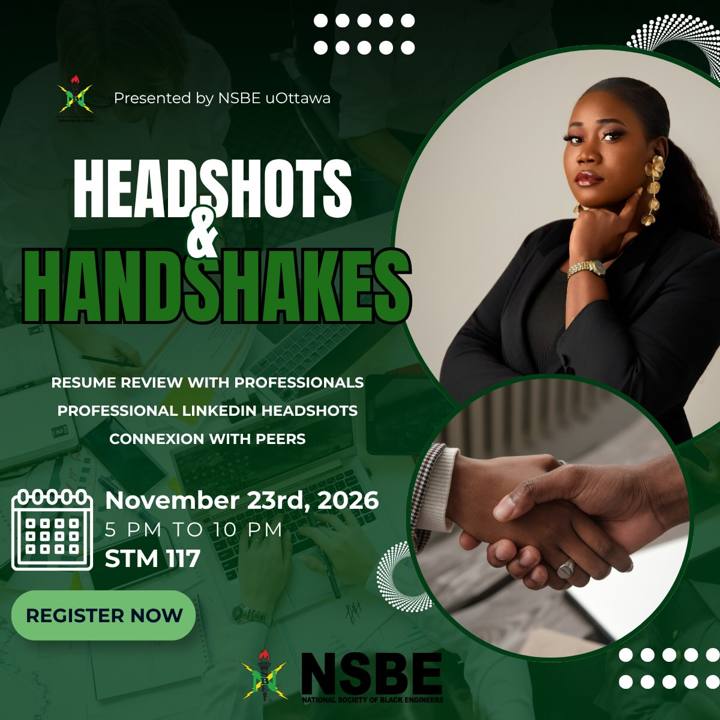 Presented by NSBE uOttawa
HEADSHOTS
&
HANDSHAKES
RESUME REVIEW WITH PROFESSIONALS
PROFESSIONAL LINKEDIN HEADSHOTS
CONNEXION WITH PEERS
November 23rd, 2026
5 PM TO 10 PM
STM 117
REGISTER NOW
NSBE
NATIONAL SOCIETY OF BLACK ENGINEERS